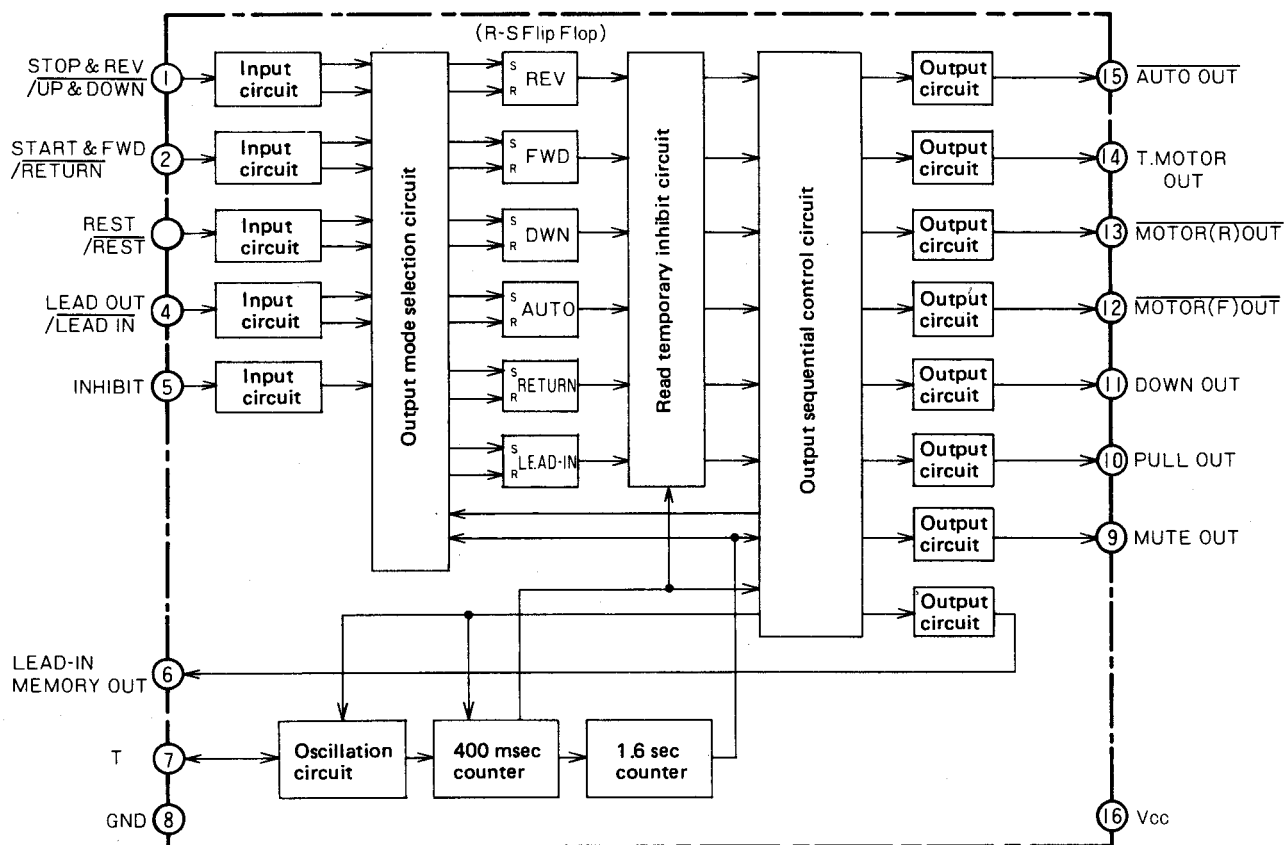 (R-S Flip Flop)
STOP & REV
/UP & DOWN
1
Input
circuit
START & FWD
/RETURN
2
Input
circuit
REST
/REST
Input
circuit
LEAD OUT
/LEAD IN
4
Input
circuit
INHIBIT
5
Input
circuit
Output mode selection circuit
S
R
REV
S
R
FWD
S
R
DWN
S
R
AUTO
S
R
RETURN
S
R
LEAD-IN
Read temporary inhibit circuit
Output sequential control circuit
Output
circuit
15
AUTO OUT
Output
circuit
14
T.MOTOR
OUT
Output
circuit
13
MOTOR(R)OUT
Output
circuit
12
MOTOR(F)OUT
Output
circuit
11
DOWN OUT
Output
circuit
10
PULL OUT
Output
circuit
9
MUTE OUT
Output
circuit
LEAD-IN
MEMORY OUT
6
T
7
Oscillation
circuit
400 msec
counter
1.6 sec
counter
GND
8
16
Vcc